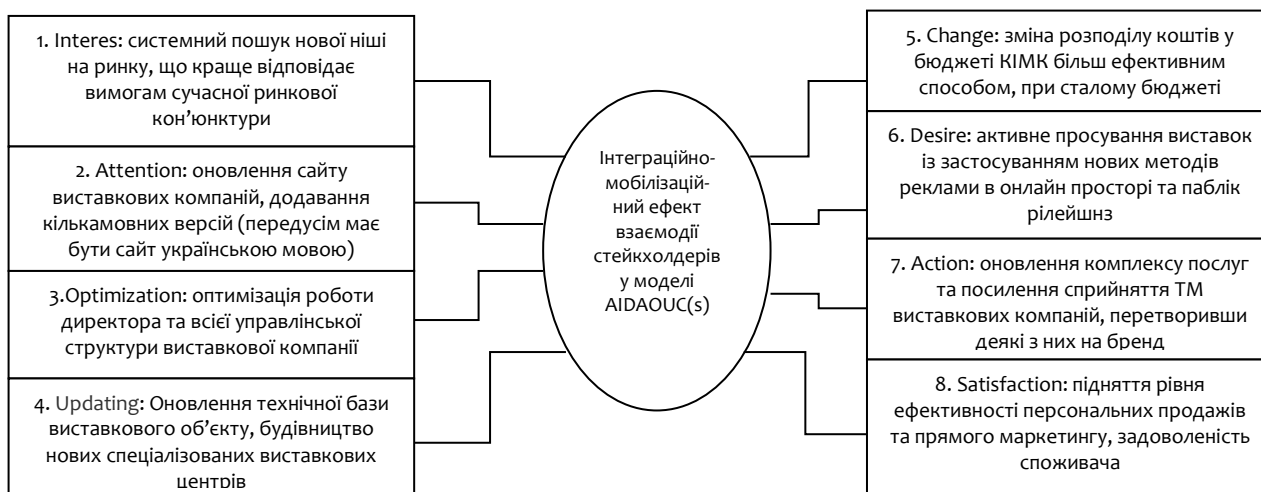 1. Interes: системний пошук нової ніші
на ринку, що краще відповідає
вимогам сучасної ринкової
кон’юнктури
2. Attention: оновлення сайту
виставкових компаній, додавання
кількамовних версій (передусім має
бути сайт українською мовою)
3.Optimization: оптимізація роботи
директора та всієї управлінської
структури виставкової компанії
4. Updating: Оновлення технічної бази
виставкового об’єкту, будівництво
нових спеціалізованих виставкових
центрів
Інтеграційно-
мобілізацій-
ний ефект
взаємодії
стейкхолдерів
у моделі
AIDAOUC(s)
5. Change: зміна розподілу коштів у
бюджеті КІМК більш ефективним
способом, при сталому бюджеті
6. Desire: активне просування виставок
із застосуванням нових методів
реклами в онлайн просторі та паблік
рілейшнз
7. Action: оновлення комплексу послуг
та посилення сприйняття ТМ
виставкових компаній, перетворивши
деякі з них на бренд
8. Satisfaction: підняття рівня
ефективності персональних продажів
та прямого маркетингу, задоволеність
споживача